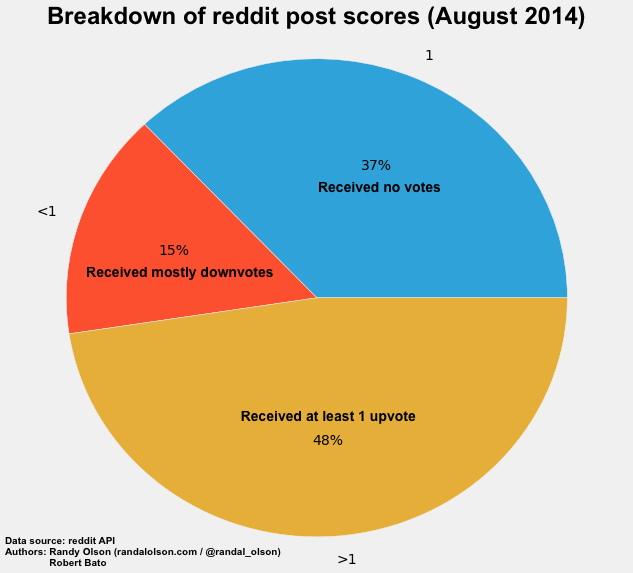 Breakdown of reddit post scores (August 2014)
1
37%
Received no votes
<1
15%
Received mostly downvotes
Received at least 1 upvote
48%
Data source: reddit API
Authors: Randy Olson (randalolson.com / @randal_olson)
Robert Bato
>1